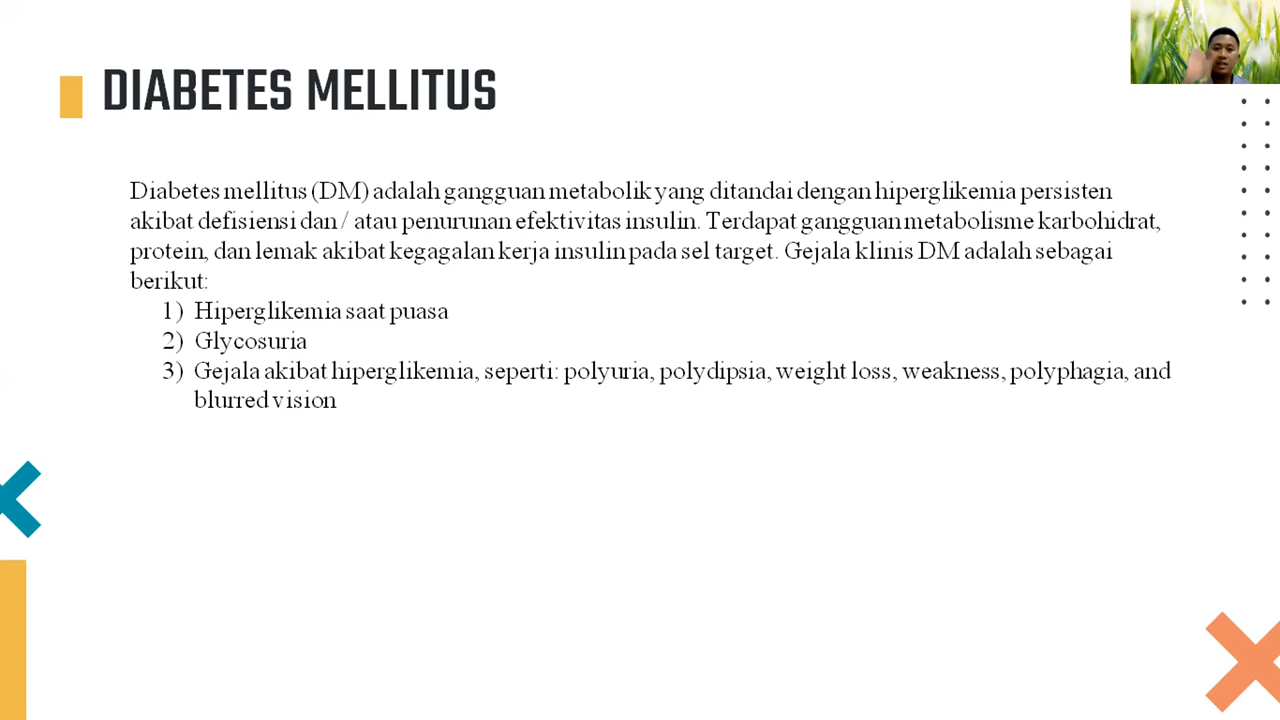 DIABETES MELLITUS
Diabetes mellitus (DM) adalah gangguan metabolik yang ditandai dengan hiperglikemia persisten
akibat defisiensi dan / atau penurunan efektivitas insulin. Terdapat gangguan metabolisme karbohidrat,
protein, dan lemak akibat kegagalan kerja insulin pada sel target. Gejala klinis DM adalah sebagai
berikut:
1) Hiperglikemia saat puasa
2) Glycosuria
3) Gejala akibat hiperglikemia, seperti: polyuria, polydipsia, weight loss, weakness, polyphagia, and
blurred vision